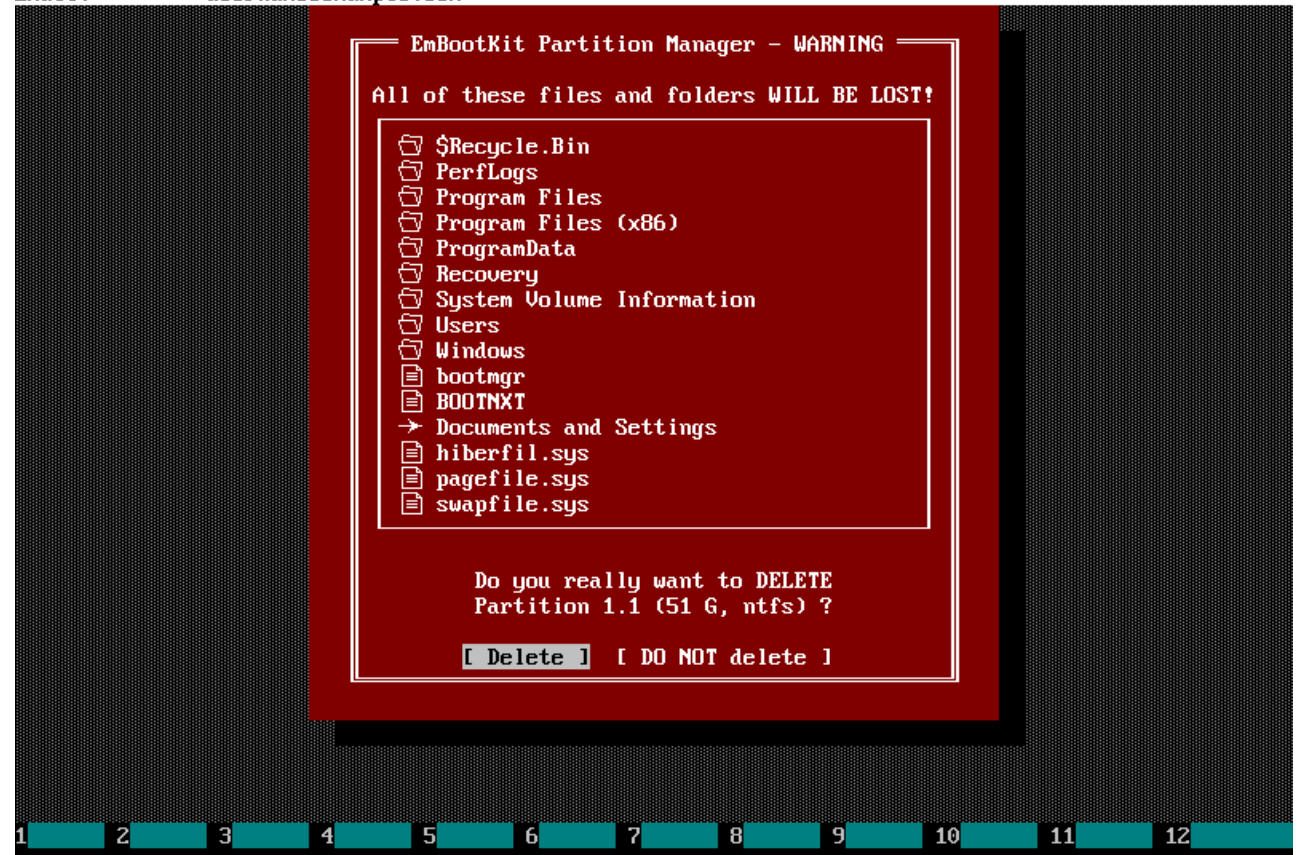 EmBootKit Partition Manager - WARNING
All of these files and folders WILL BE LOST!
$Recycle.Bin
PerfLogs
Program Files
Program Files (x86)
ProgramData
Recovery
System Volume Information
Users
Windows
bootmgr
BOOTNXT
Documents and Settings
hiberfil.sys
pagefile.sys
swapfile.sys
Do you really want to DELETE
Partition 1.1 (51 G, ntfs) ?
[ Delete ] [ DO NOT delete ]
1 2 3 4 5 6 7 8 9 10 11 12